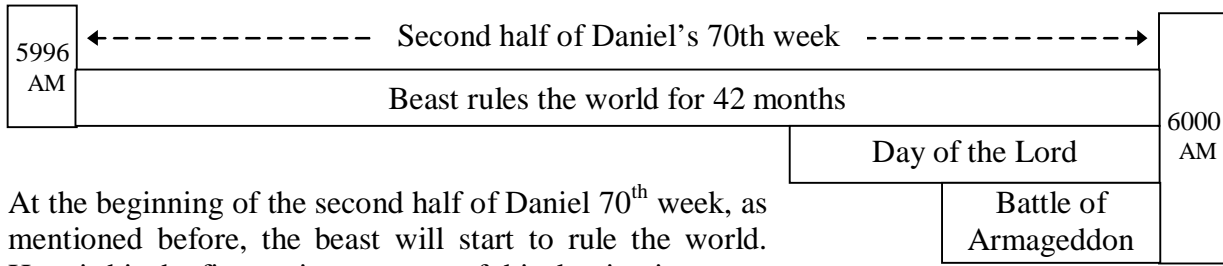 5996
AM
Second half of Daniel's 70th week
Beast rules the world for 42 months
6000
AM
Day of the Lord
Battle of
Armageddon
At the beginning of the second half of Daniel 70th week, as
mentioned before, the beast will start to rule the world.